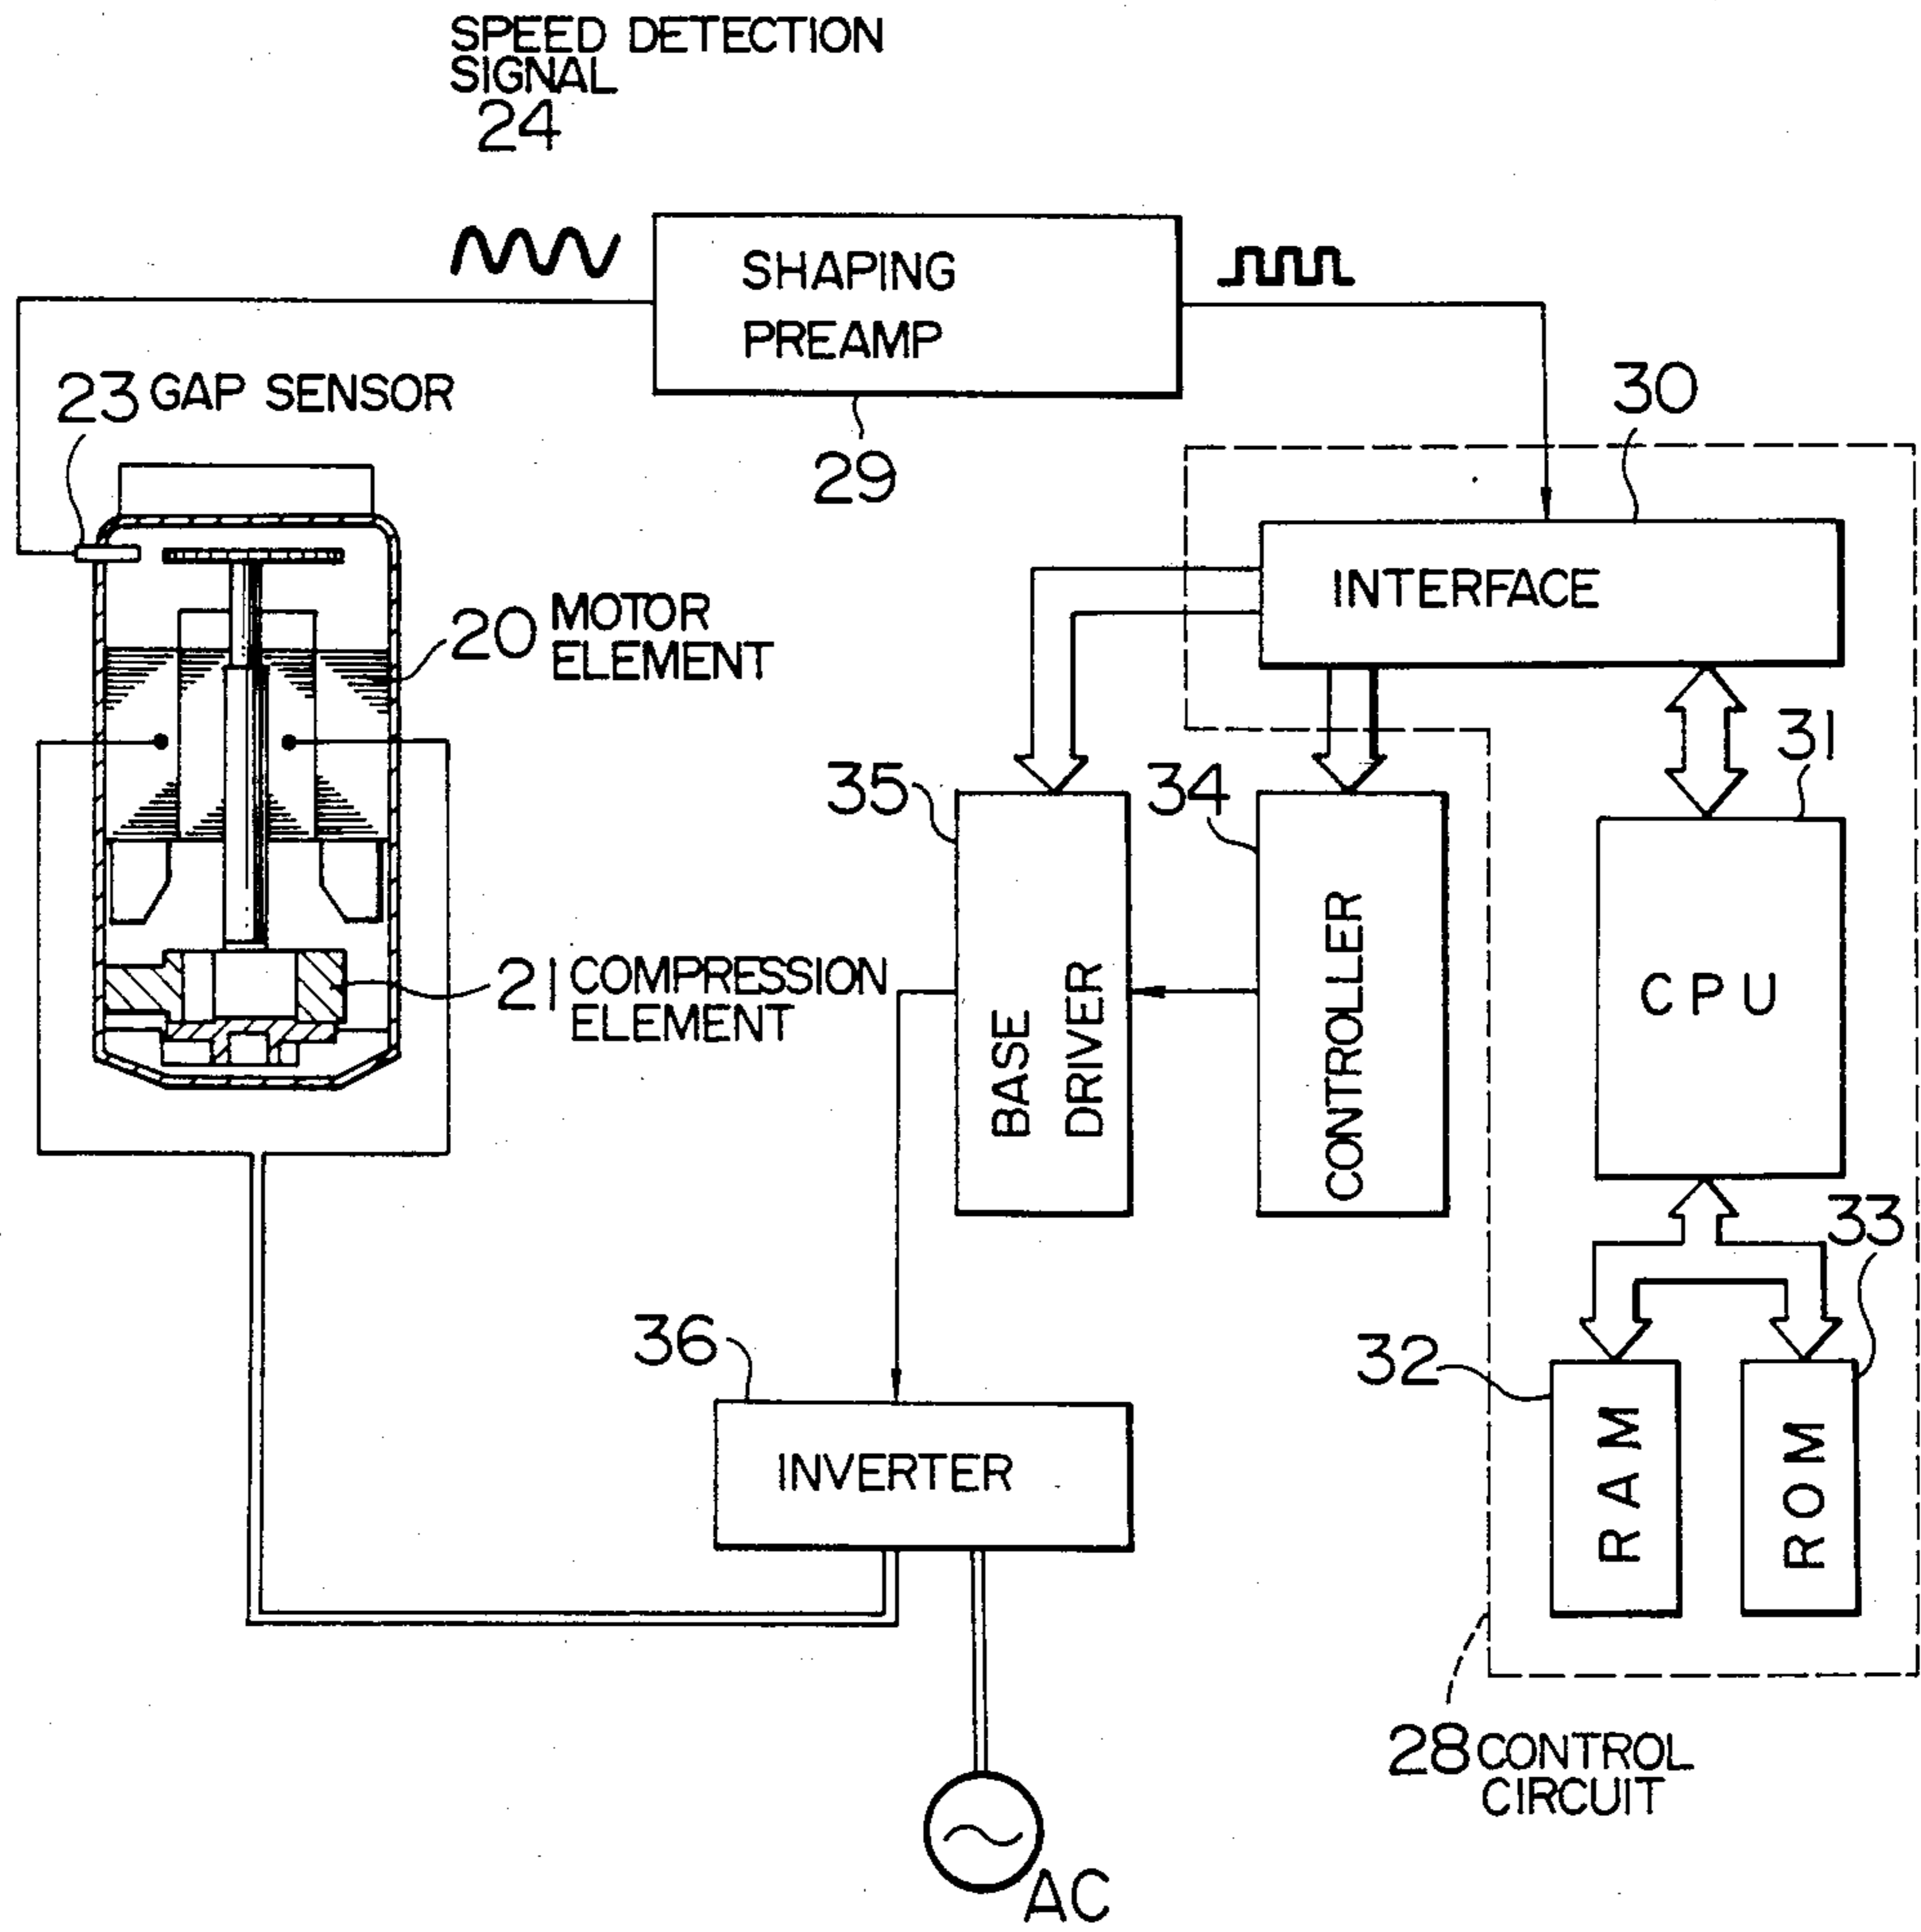 SPEED DETECTION
SIGNAL
24
SHAPING
PREAMP
29
23 GAP SENSOR
30
INTERFACE
20 MOTOR
ELEMENT
31
35
34
CPU
BASE
DRIVER
CONTROLLER
21 COMPRESSION
ELEMENT
33
36
32
INVERTER
RAM
ROM
28 CONTROL
CIRCUIT
AC